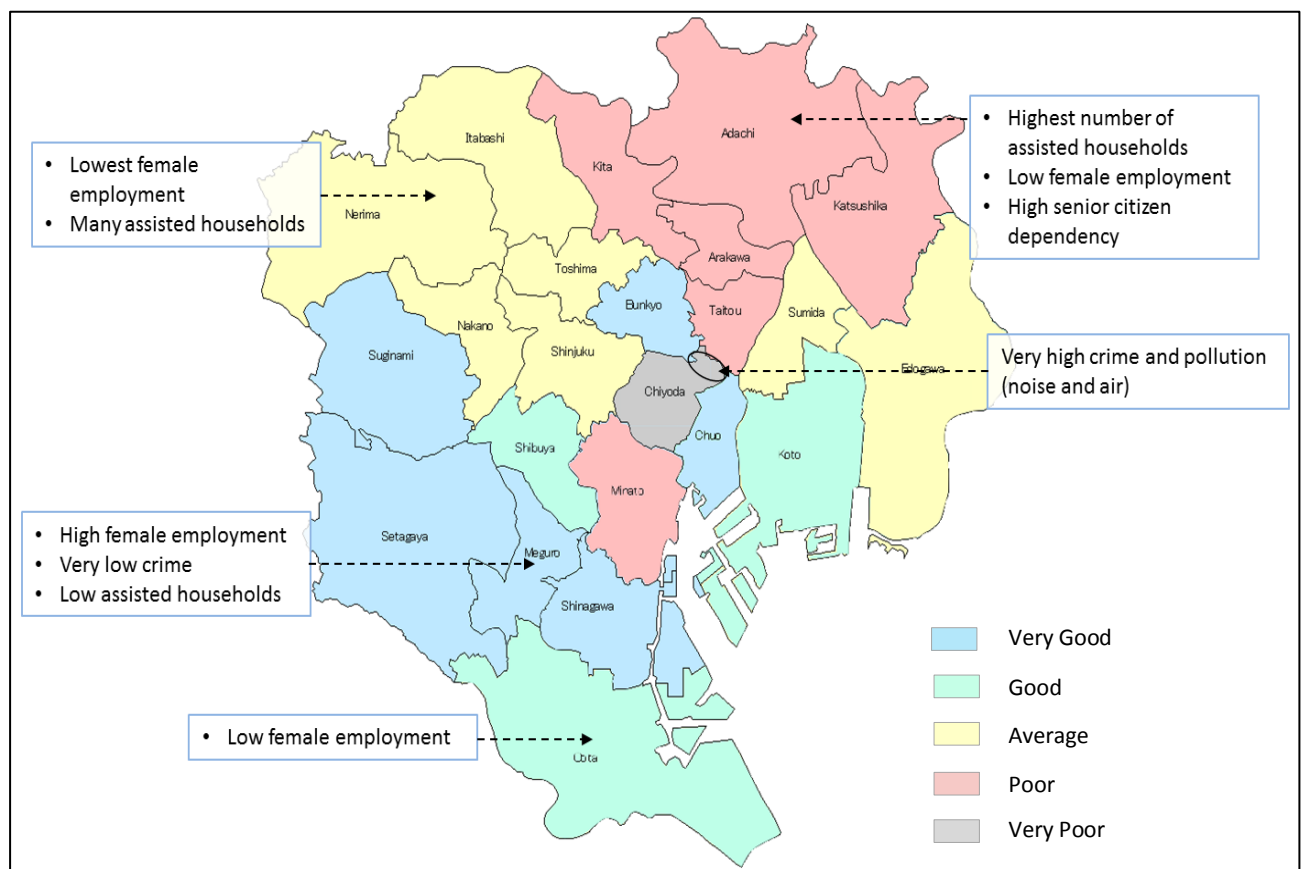 • Lowest female
employment
• Many assisted households
• Highest number of
assisted households
• Low female employment
• High senior citizen
dependency
Adachi
Itabashi
Kita
Katsushika
Nerima
Arakawa
Toshima
Bunkyo
Taitou
Sumida
Nakano
Shinjuku
Suginami
Very high crime and pollution
(noise and air)
Edogawa
Chiyoda
Chuo
Shibuya
Koto
Minato
• High female employment
• Very low crime
• Low assisted households
Setagaya
Meguro
Shinagawa
Very Good
Good
Average
Poor
Very Poor
• Low female employment
Oota